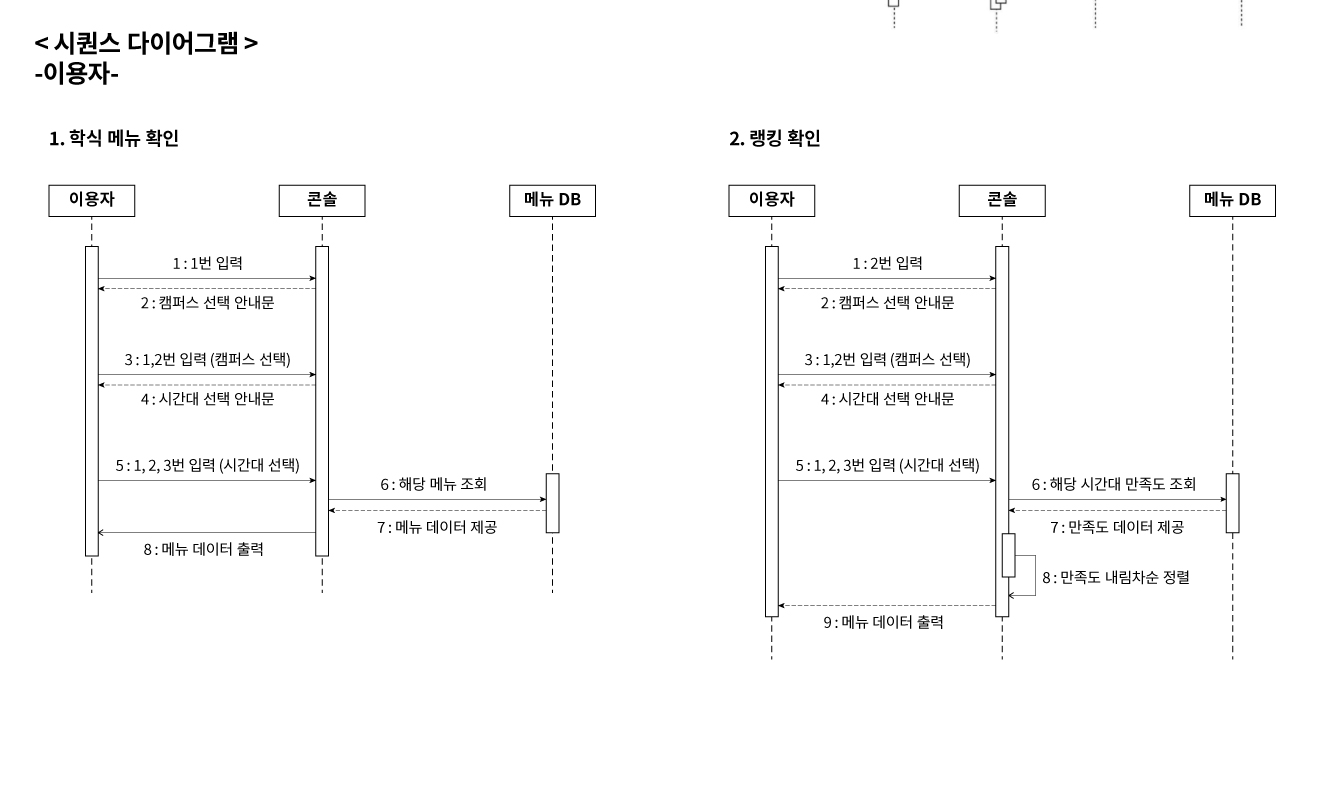 < 시퀀스 다이어그램 >
-이용자-
1. 학식 메뉴 확인
이용자
콘솔
메뉴 DB
1 : 1번 입력
2 : 캠퍼스 선택 안내문
3 : 1,2번 입력 (캠퍼스 선택)
4 : 시간대 선택 안내문
5 : 1, 2, 3번 입력 (시간대 선택)
6 : 해당 메뉴 조회
7 : 메뉴 데이터 제공
8 : 메뉴 데이터 출력
2. 랭킹 확인
이용자
콘솔
메뉴 DB
1 : 2번 입력
2 : 캠퍼스 선택 안내문
3 : 1,2번 입력 (캠퍼스 선택)
4 : 시간대 선택 안내문
5 : 1, 2, 3번 입력 (시간대 선택)
6 : 해당 시간대 만족도 조회
7 : 만족도 데이터 제공
8 : 만족도 내림차순 정렬
9 : 메뉴 데이터 출력